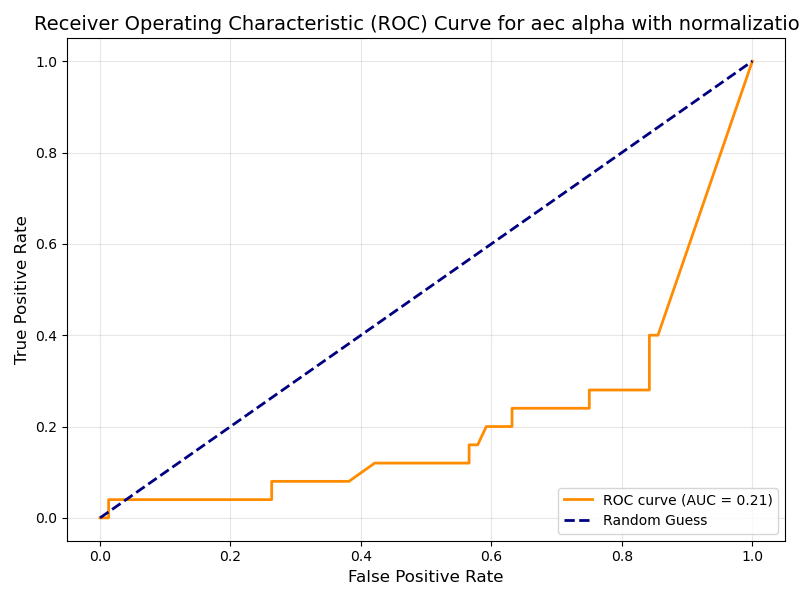 Receiver Operating Characteristic (ROC) Curve for aec alpha with normalizatio
1.0
0.8
0.6
0.4
0.2
0.0
True Positive Rate
0.0 0.2 0.4 0.6 0.8 1.0
False Positive Rate
ROC curve (AUC = 0.21)
Random Guess